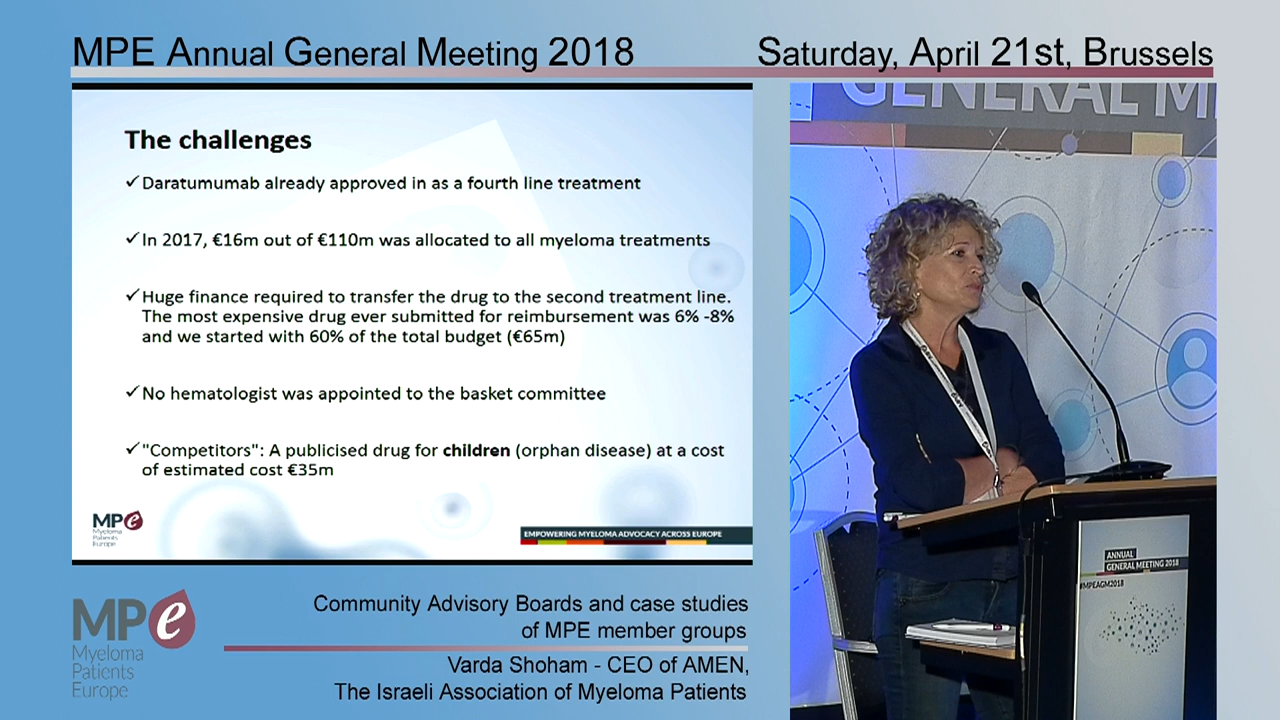 MPE Annual General Meeting 2018
Saturday, April 21st, Brussels
The challenges
✓Daratumumab already approved in as a fourth line treatment
✓In 2017, €16m out of €110m was allocated to all myeloma treatments
✓Huge finance required to transfer the drug to the second treatment line.
The most expensive drug ever submitted for reimbursement was 6% -8%
and we started with 60% of the total budget (€65m)
✓No hematologist was appointed to the basket committee
✓"Competitors": A publicised drug for children (orphan disease) at a cost
of estimated cost €35m
MPe
Myeloma
Patients
Europe
EMPOWERING MYELOMA ADVOCACY ACROSS EUROPE
GENERAL M
ANNUAL
GENERAL MEETING 2018
#MPEAGM2018
MPe
Myeloma
Patients
Europe
Community Advisory Boards and case studies
of MPE member groups
Varda Shoham - CEO of AMEN,
The Israeli Association of Myeloma Patients